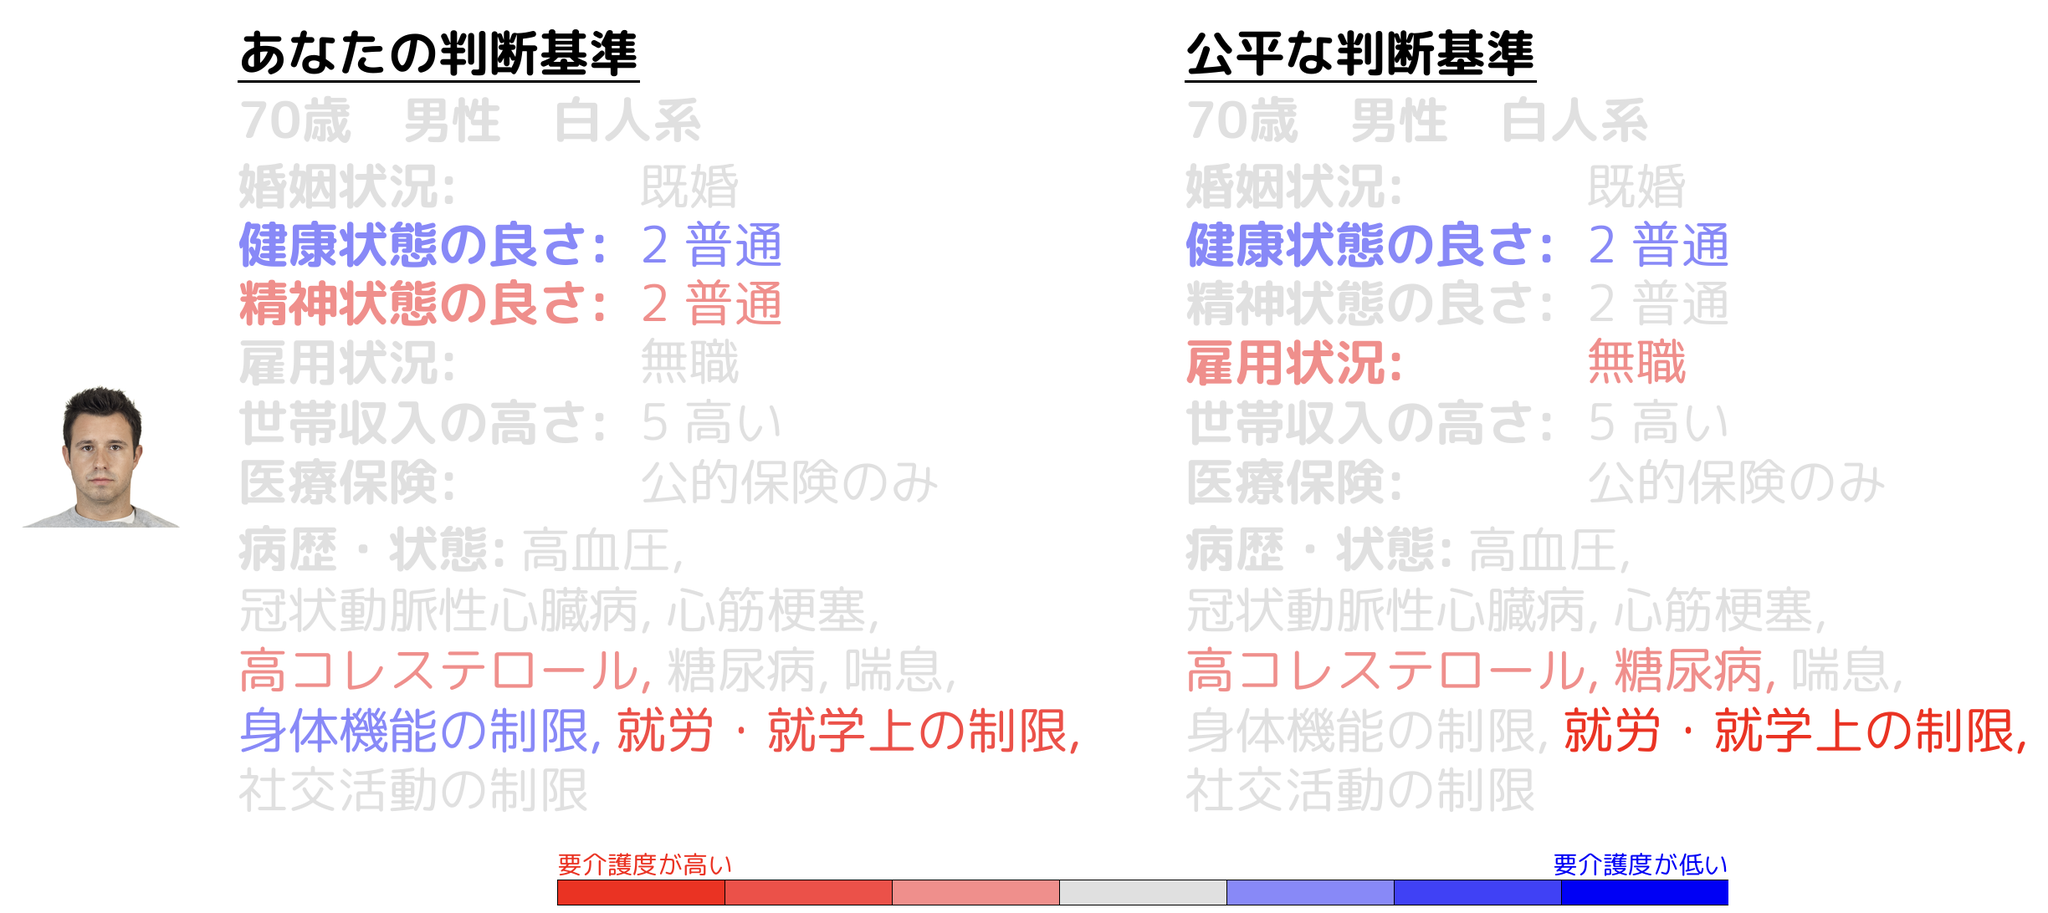 あなたの判断基準
70歳　男性　白人系
婚姻状況: 既婚
健康状態の良さ: 2 普通
精神状態の良さ: 2 普通
雇用状況: 無職
世帯収入の高さ: 5 高い
医療保険: 公的保険のみ
病歴・状態: 高血圧,
冠状動脈性心臓病, 心筋梗塞,
高コレステロール, 糖尿病, 喘息,
身体機能の制限, 就労・就学上の制限,
社交活動の制限
公平な判断基準
70歳　男性　白人系
婚姻状況: 既婚
健康状態の良さ: 2 普通
精神状態の良さ: 2 普通
雇用状況: 無職
世帯収入の高さ: 5 高い
医療保険: 公的保険のみ
病歴・状態: 高血圧,
冠状動脈性心臓病, 心筋梗塞,
高コレステロール, 糖尿病, 喘息,
身体機能の制限, 就労・就学上の制限,
社交活動の制限
要介護度が高い
要介護度が低い